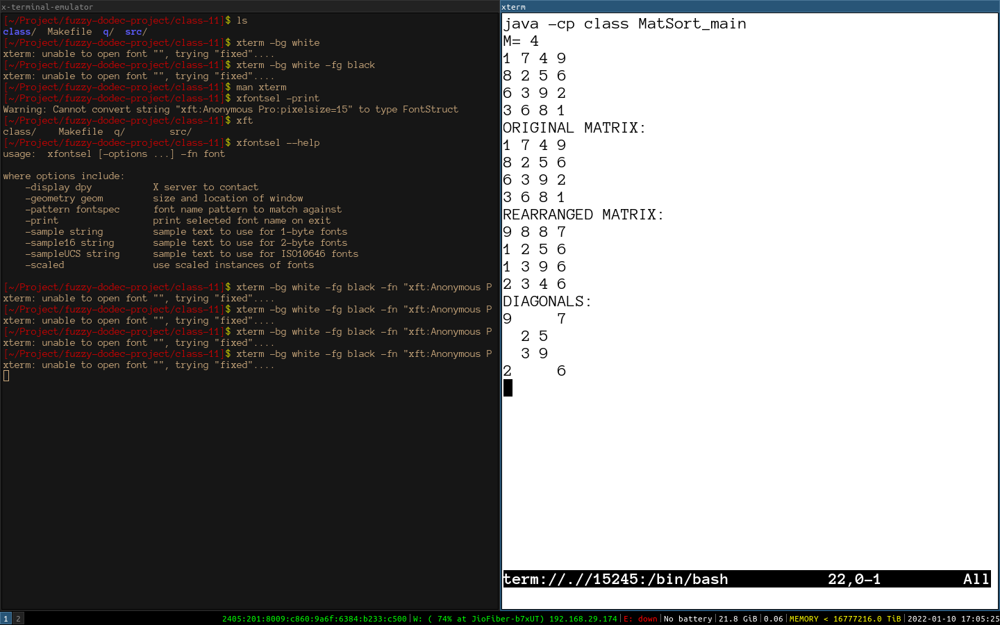 x-terminal-emulator
[~/Project/fuzzy-dodec-project/class-11]$ ls
class/  Makefile  q/  src/
[~/Project/fuzzy-dodec-project/class-11]$ xterm -bg white
xterm: unable to open font "", trying "fixed"....
[~/Project/fuzzy-dodec-project/class-11]$ xterm -bg white -fg black
xterm: unable to open font "", trying "fixed"....
[~/Project/fuzzy-dodec-project/class-11]$ man xterm
[~/Project/fuzzy-dodec-project/class-11]$ xfontsel -print
Warning: Cannot convert string "xft:Anonymous Pro:pixelsize=15" to type FontStruct
[~/Project/fuzzy-dodec-project/class-11]$ xft
class/    Makefile  q/       src/
[~/Project/fuzzy-dodec-project/class-11]$ xfontsel --help
usage:  xfontsel [-options ...] -fn font
where options include:
    -display dpy           X server to contact
    -geometry geom         size and location of window
    -pattern fontspec      font name pattern to match against
    -print                 print selected font name on exit
    -sample string         sample text to use for 1-byte fonts
    -sample16 string       sample text to use for 2-byte fonts
    -sampleUCS string      sample text to use for ISO10646 fonts
    -scaled                use scaled instances of fonts
[~/Project/fuzzy-dodec-project/class-11]$ xterm -bg white -fg black -fn "xft:Anonymous P
xterm: unable to open font "", trying "fixed"....
[~/Project/fuzzy-dodec-project/class-11]$ xterm -bg white -fg black -fn "xft:Anonymous P
xterm: unable to open font "", trying "fixed"....
[~/Project/fuzzy-dodec-project/class-11]$ xterm -bg white -fg black -fn "xft:Anonymous P
xterm: unable to open font "", trying "fixed"....
[~/Project/fuzzy-dodec-project/class-11]$ xterm -bg white -fg black -fn "xft:Anonymous P
xterm: unable to open font "", trying "fixed"....
xterm
java -cp class MatSort_main
M= 4
1 7 4 9
8 2 5 6
6 3 9 2
3 6 8 1
ORIGINAL MATRIX:
1 7 4 9
8 2 5 6
6 3 9 2
3 6 8 1
REARRANGED MATRIX:
9 8 8 7
1 2 5 6
1 3 9 6
2 3 4 6
DIAGONALS:
9     7
  2 5
  3 9
2     6
term://.//15245:/bin/bash           22,0-1         All
1 2 2405:201:8009:c860:9a6f:6384:b233:c500|W: ( 74% at JioFiber-b7xUT) 192.168.29.174|E: down|No battery|21.8 GiB|0.06|MEMORY < 16777216.0 TiB|2022-01-10 17:05:25